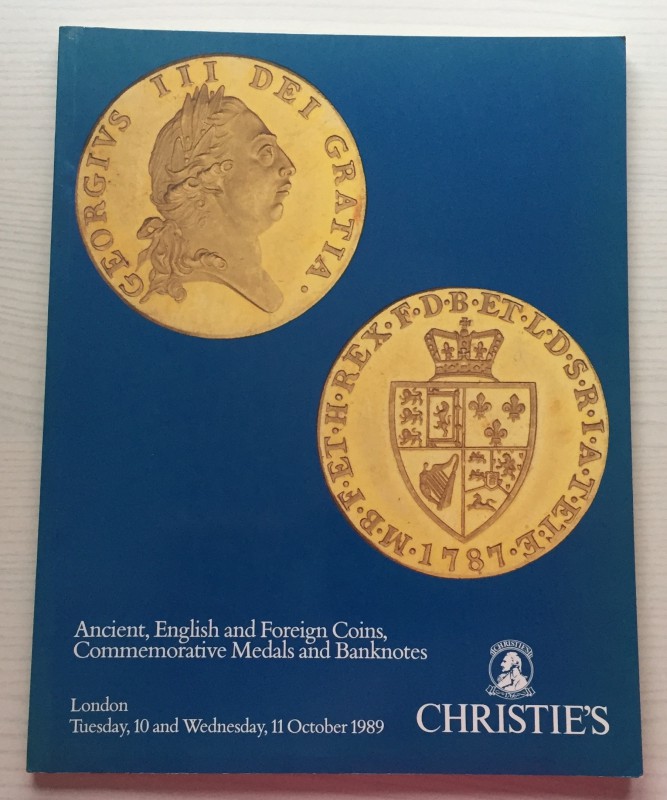 GEORGIVS III DEI GRATIA·
M·B·F·ET·H·REX·F·D·B·ET·L·D·S·R·I·A·T·ET·E·
1787
Ancient, English and Foreign Coins,
Commemorative Medals and Banknotes
CHRISTIE'S
London
Tuesday, 10 and Wednesday, 11 October 1989
CHRISTIE'S